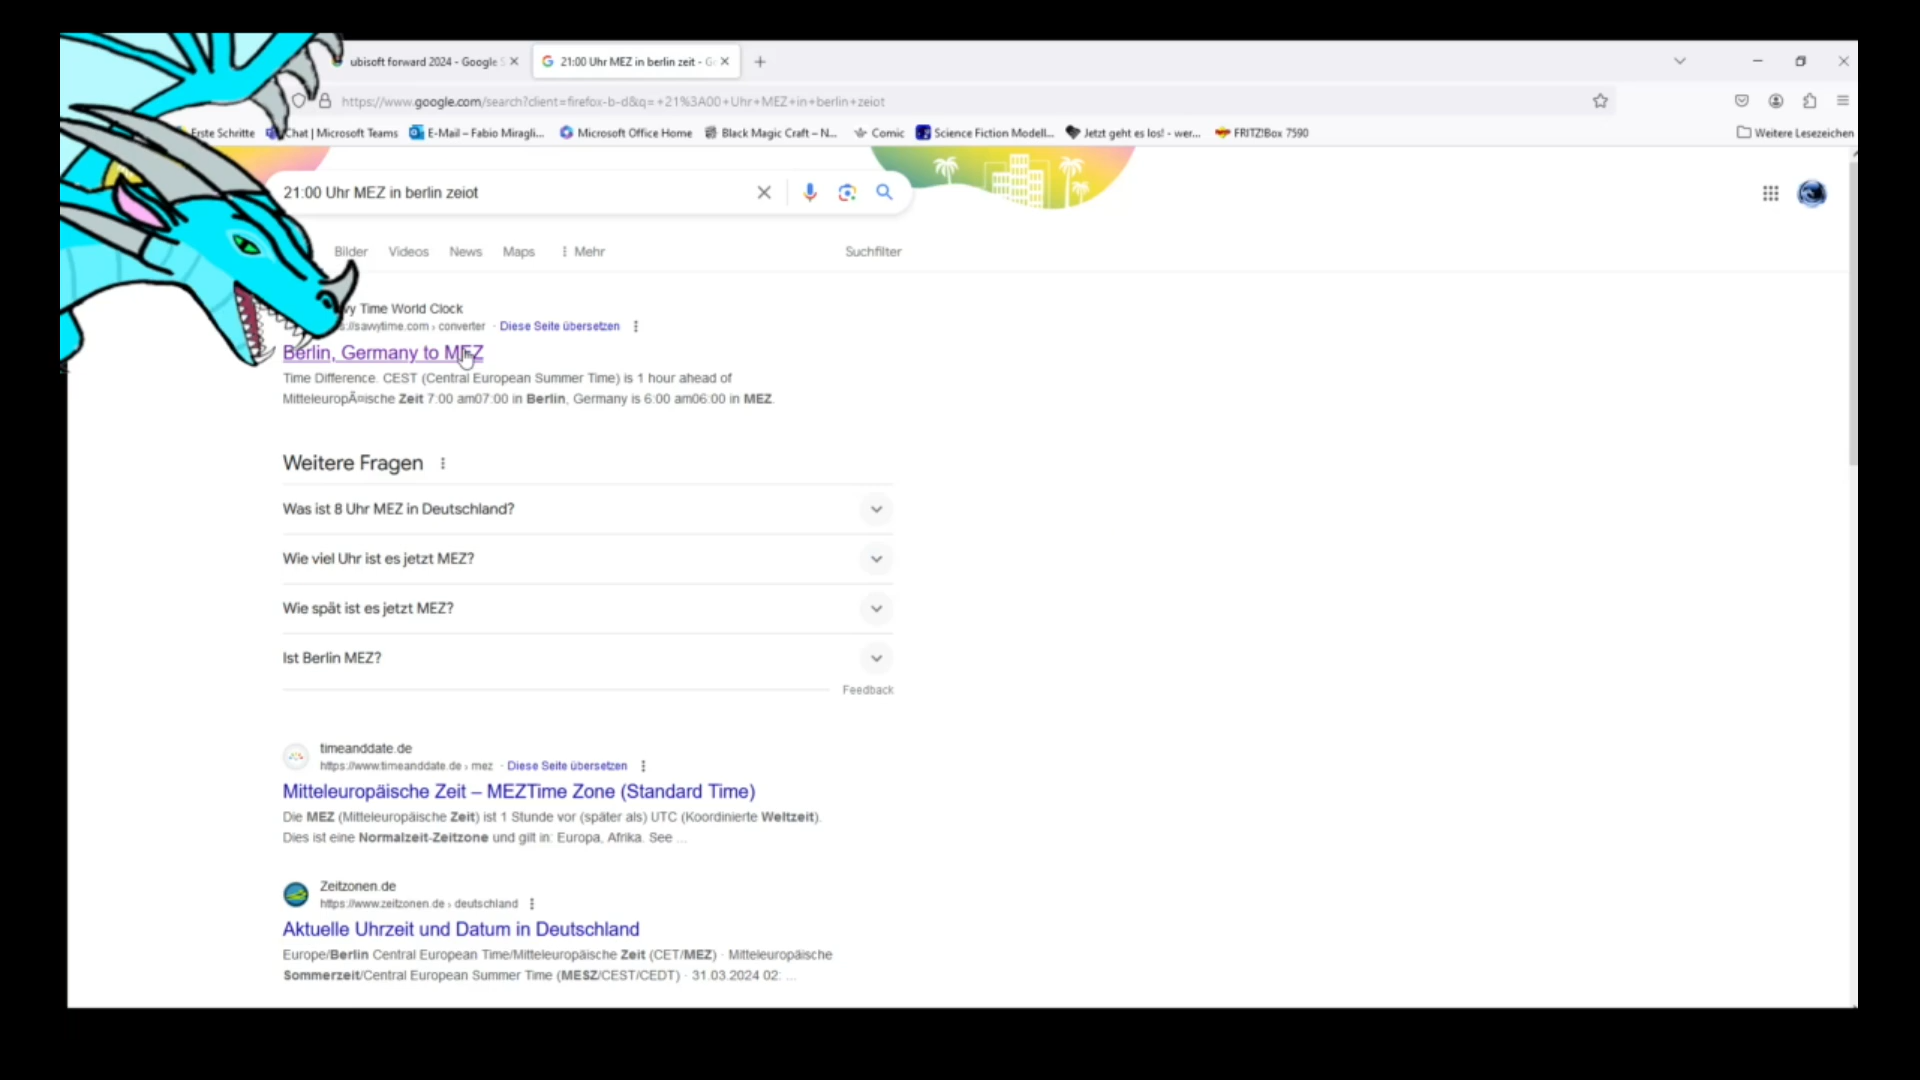 ubisoft forward 2024 - Google S
21:00 Uhr MEZ in berlin zeit - Go
https://www.google.com/search?client=firefox-b-d&q=+21%3A00+Uhr+MEZ+in+berlin+zeiot
Erste Schritte
Chat | Microsoft Teams
E-Mail – Fabio Miragli...
Microsoft Office Home
Black Magic Craft – N...
Comic
Science Fiction Modell...
Jetzt geht es los! - wer...
FRITZ!Box 7590
Weitere Lesezeichen
21:00 Uhr MEZ in berlin zeiot
Bilder
Videos
News
Maps
Mehr
Suchfilter
vy Time World Clock
s://savvytime.com › converter · Diese Seite übersetzen
Berlin, Germany to MEZ
Time Difference. CEST (Central European Summer Time) is 1 hour ahead of
MitteleuropÃ¤ische Zeit 7:00 am07:00 in Berlin, Germany is 6:00 am06:00 in MEZ.
Weitere Fragen
Was ist 8 Uhr MEZ in Deutschland?
Wie viel Uhr ist es jetzt MEZ?
Wie spät ist es jetzt MEZ?
Ist Berlin MEZ?
Feedback
timeanddate.de
https://www.timeanddate.de › mez · Diese Seite übersetzen
Mitteleuropäische Zeit – MEZTime Zone (Standard Time)
Die MEZ (Mitteleuropäische Zeit) ist 1 Stunde vor (später als) UTC (Koordinierte Weltzeit).
Dies ist eine Normalzeit-Zeitzone und gilt in: Europa, Afrika. See ...
Zeitzonen.de
https://www.zeitzonen.de › deutschland
Aktuelle Uhrzeit und Datum in Deutschland
Europe/Berlin Central European Time/Mitteleuropäische Zeit (CET/MEZ) · Mitteleuropäische
Sommerzeit/Central European Summer Time (MESZ/CEST/CEDT) · 31.03.2024 02: ...